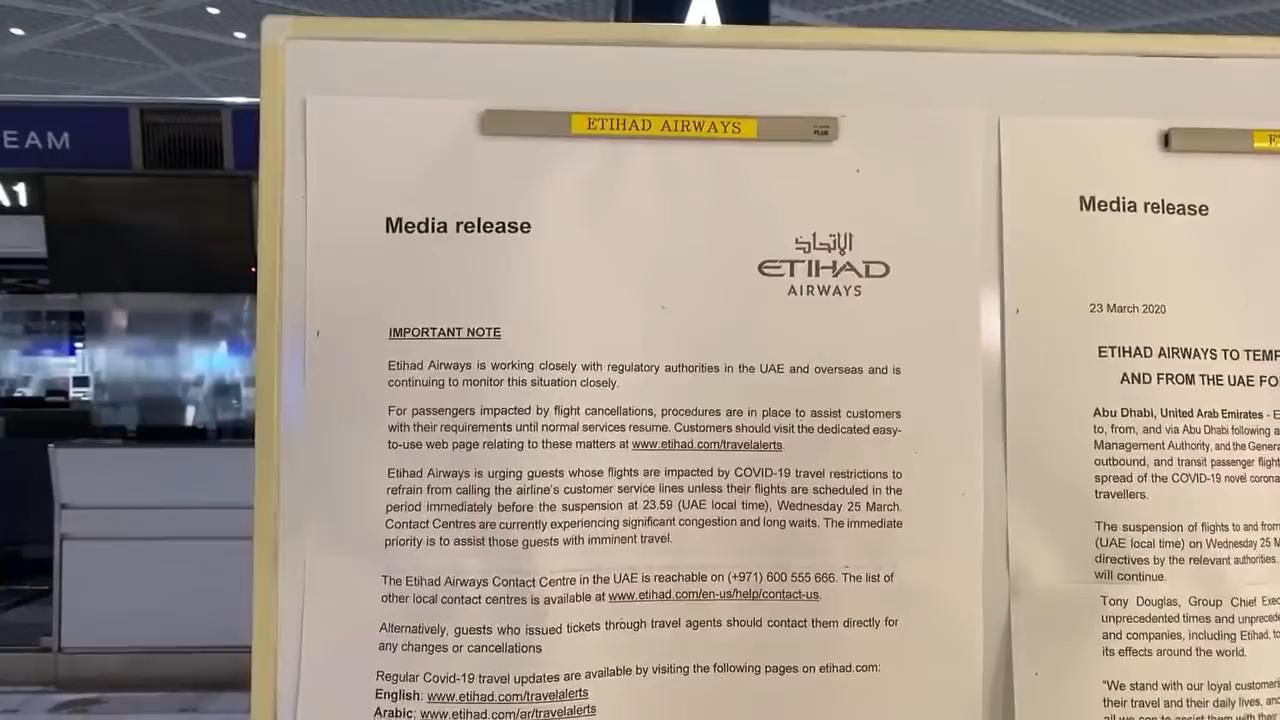 A
EAM
A1
ETIHAD AIRWAYS
PLUS
Media release
الإتحاد
ETIHAD
AIRWAYS
IMPORTANT NOTE
Etihad Airways is working closely with regulatory authorities in the UAE and overseas and is
continuing to monitor this situation closely.
For passengers impacted by flight cancellations, procedures are in place to assist customers
with their requirements until normal services resume. Customers should visit the dedicated easy-
to-use web page relating to these matters at www.etihad.com/travelalerts.
Etihad Airways is urging guests whose flights are impacted by COVID-19 travel restrictions to
refrain from calling the airline's customer service lines unless their flights are scheduled in the
period immediately before the suspension at 23.59 (UAE local time), Wednesday 25 March.
Contact Centres are currently experiencing significant congestion and long waits. The immediate
priority is to assist those guests with imminent travel.
The Etihad Airways Contact Centre in the UAE is reachable on (+971) 600 555 666. The list of
other local contact centres is available at www.etihad.com/en-us/help/contact-us.
Alternatively, guests who issued tickets through travel agents should contact them directly for
any changes or cancellations
Regular Covid-19 travel updates are available by visiting the following pages on etihad.com:
English: www.etihad.com/travelalerts
Arabic: www.etihad.com/ar/travelalerts
Media release
23 March 2020
ETIHAD AIRWAYS TO TEMP
AND FROM THE UAE FO
Abu Dhabi, United Arab Emirates - E
to, from, and via Abu Dhabi following a
Management Authority, and the Genera
outbound, and transit passenger flight
spread of the COVID-19 novel corona
travellers.
The suspension of flights to and from
(UAE local time) on Wednesday 25 M
directives by the relevant authorities.
will continue.
Tony Douglas, Group Chief Exec
unprecedented times and unprecede
and companies, including Etihad, to
its effects around the world.
"We stand with our loyal customers
their travel and their daily lives, and
all we can to assist them with their